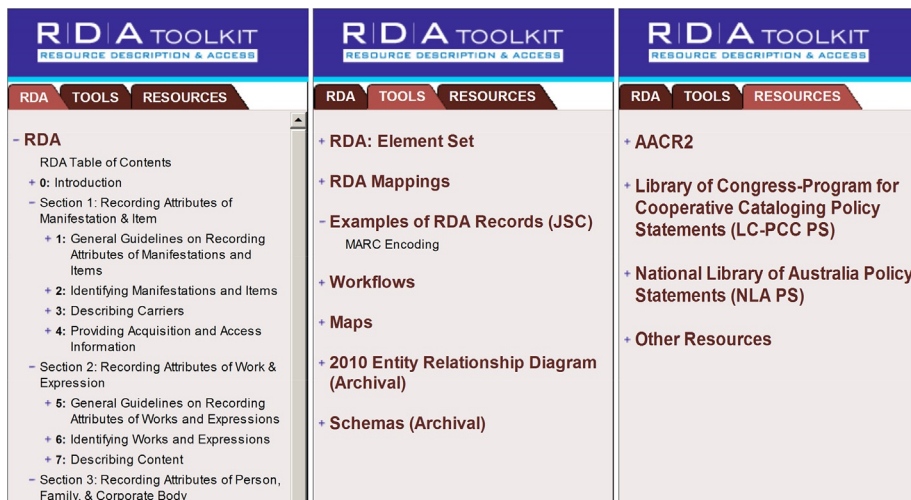 R|D|A TOOLKIT
RESOURCE DESCRIPTION & ACCESS
RDA TOOLS RESOURCES
- RDA
RDA Table of Contents
+ 0: Introduction
- Section 1: Recording Attributes of
Manifestation & Item
+ 1: General Guidelines on Recording
Attributes of Manifestations and
Items
+ 2: Identifying Manifestations and Items
+ 3: Describing Carriers
+ 4: Providing Acquisition and Access
Information
- Section 2: Recording Attributes of Work &
Expression
+ 5: General Guidelines on Recording
Attributes of Works and Expressions
+ 6: Identifying Works and Expressions
+ 7: Describing Content
- Section 3: Recording Attributes of Person,
Family, & Corporate Body
R|D|A TOOLKIT
RESOURCE DESCRIPTION & ACCESS
RDA TOOLS RESOURCES
+ RDA: Element Set
+ RDA Mappings
- Examples of RDA Records (JSC)
MARC Encoding
+ Workflows
+ Maps
+ 2010 Entity Relationship Diagram
(Archival)
+ Schemas (Archival)
R|D|A TOOLKIT
RESOURCE DESCRIPTION & ACCESS
RDA TOOLS RESOURCES
+ AACR2
+ Library of Congress-Program for
Cooperative Cataloging Policy
Statements (LC-PCC PS)
+ National Library of Australia Policy
Statements (NLA PS)
+ Other Resources